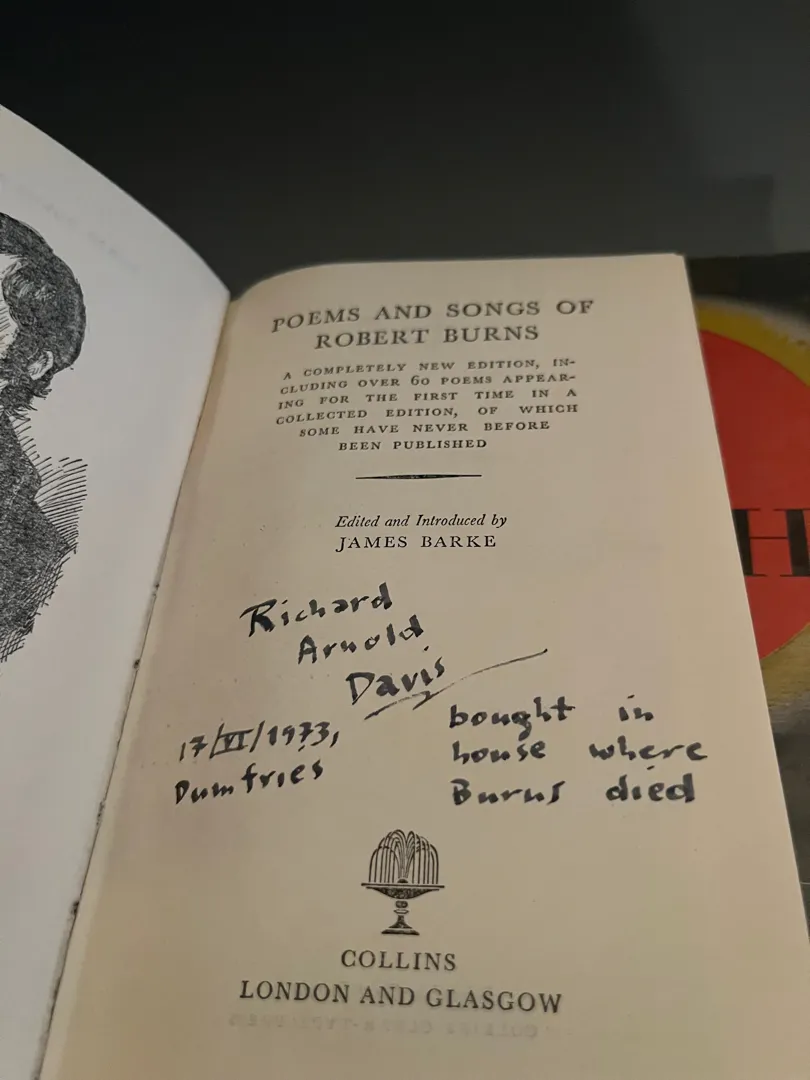 POEMS AND SONGS OF
ROBERT BURNS
A COMPLETELY NEW EDITION, IN-
CLUDING OVER 60 POEMS APPEAR-
ING FOR THE FIRST TIME IN A
COLLECTED EDITION, OF WHICH
SOME HAVE NEVER BEFORE
BEEN PUBLISHED
Edited and Introduced by
JAMES BARKE
Richard
Arnold
Davis
17/VI/1973,
Dumfries
bought in
house where
Burns died
COLLINS
LONDON AND GLASGOW
H